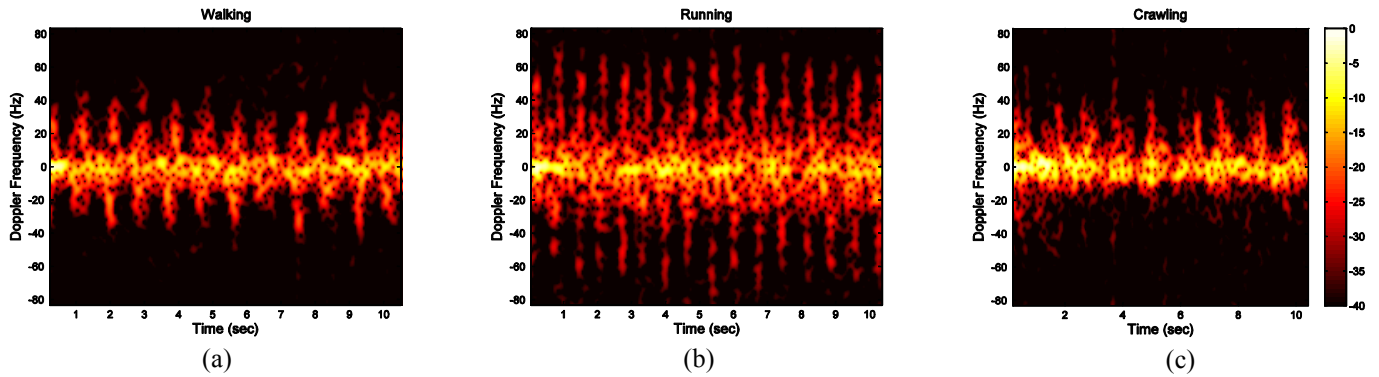 Walking
Doppler Frequency (Hz)
80
60
40
20
0
-20
-40
-60
-80
1 2 3 4 5 6 7 8 9 10
Time (sec)
(a)
Running
Doppler Frequency (Hz)
80
60
40
20
0
-20
-40
-60
-80
1 2 3 4 5 6 7 8 9 10
Time (sec)
(b)
Crawling
Doppler Frequency (Hz)
80
60
40
20
0
-20
-40
-60
-80
2 4 6 8 10
Time (sec)
(c)
0
-5
-10
-15
-20
-25
-30
-35
-40